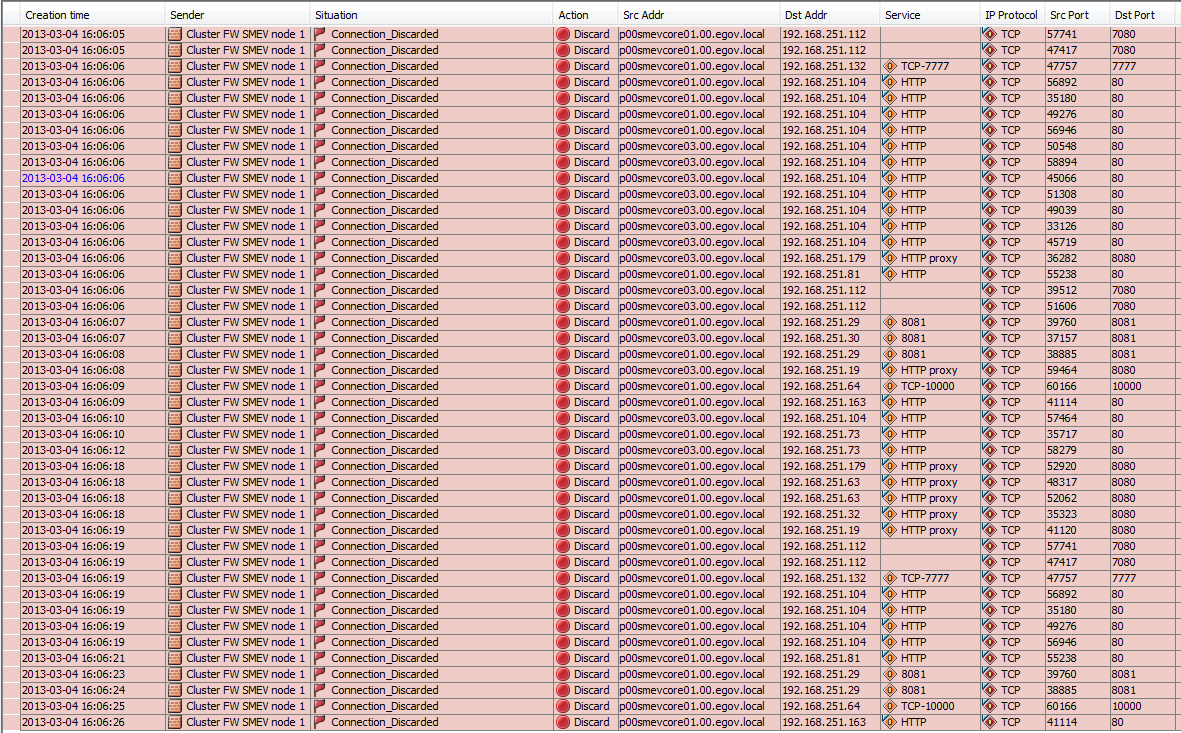 Creation time Sender Situation Action Src Addr Dst Addr Service IP Protocol Src Port Dst Port
2013-03-04 16:06:05 Cluster FW SMEV node 1 Connection_Discarded Discard p00smevcore01.00.egov.local 192.168.251.112 TCP 57741 7080
2013-03-04 16:06:05 Cluster FW SMEV node 1 Connection_Discarded Discard p00smevcore01.00.egov.local 192.168.251.112 TCP 47417 7080
2013-03-04 16:06:06 Cluster FW SMEV node 1 Connection_Discarded Discard p00smevcore01.00.egov.local 192.168.251.132 TCP-7777 TCP 47757 7777
2013-03-04 16:06:06 Cluster FW SMEV node 1 Connection_Discarded Discard p00smevcore01.00.egov.local 192.168.251.104 HTTP TCP 56892 80
2013-03-04 16:06:06 Cluster FW SMEV node 1 Connection_Discarded Discard p00smevcore01.00.egov.local 192.168.251.104 HTTP TCP 35180 80
2013-03-04 16:06:06 Cluster FW SMEV node 1 Connection_Discarded Discard p00smevcore01.00.egov.local 192.168.251.104 HTTP TCP 49276 80
2013-03-04 16:06:06 Cluster FW SMEV node 1 Connection_Discarded Discard p00smevcore01.00.egov.local 192.168.251.104 HTTP TCP 56946 80
2013-03-04 16:06:06 Cluster FW SMEV node 1 Connection_Discarded Discard p00smevcore03.00.egov.local 192.168.251.104 HTTP TCP 50548 80
2013-03-04 16:06:06 Cluster FW SMEV node 1 Connection_Discarded Discard p00smevcore03.00.egov.local 192.168.251.104 HTTP TCP 58894 80
2013-03-04 16:06:06 Cluster FW SMEV node 1 Connection_Discarded Discard p00smevcore03.00.egov.local 192.168.251.104 HTTP TCP 45066 80
2013-03-04 16:06:06 Cluster FW SMEV node 1 Connection_Discarded Discard p00smevcore03.00.egov.local 192.168.251.104 HTTP TCP 51308 80
2013-03-04 16:06:06 Cluster FW SMEV node 1 Connection_Discarded Discard p00smevcore03.00.egov.local 192.168.251.104 HTTP TCP 49039 80
2013-03-04 16:06:06 Cluster FW SMEV node 1 Connection_Discarded Discard p00smevcore03.00.egov.local 192.168.251.104 HTTP TCP 33126 80
2013-03-04 16:06:06 Cluster FW SMEV node 1 Connection_Discarded Discard p00smevcore03.00.egov.local 192.168.251.104 HTTP TCP 45719 80
2013-03-04 16:06:06 Cluster FW SMEV node 1 Connection_Discarded Discard p00smevcore03.00.egov.local 192.168.251.179 HTTP proxy TCP 36282 8080
2013-03-04 16:06:06 Cluster FW SMEV node 1 Connection_Discarded Discard p00smevcore01.00.egov.local 192.168.251.81 HTTP TCP 55238 80
2013-03-04 16:06:06 Cluster FW SMEV node 1 Connection_Discarded Discard p00smevcore03.00.egov.local 192.168.251.112 TCP 39512 7080
2013-03-04 16:06:06 Cluster FW SMEV node 1 Connection_Discarded Discard p00smevcore03.00.egov.local 192.168.251.112 TCP 51606 7080
2013-03-04 16:06:07 Cluster FW SMEV node 1 Connection_Discarded Discard p00smevcore01.00.egov.local 192.168.251.29 8081 TCP 39760 8081
2013-03-04 16:06:07 Cluster FW SMEV node 1 Connection_Discarded Discard p00smevcore03.00.egov.local 192.168.251.30 8081 TCP 37157 8081
2013-03-04 16:06:08 Cluster FW SMEV node 1 Connection_Discarded Discard p00smevcore01.00.egov.local 192.168.251.29 8081 TCP 38885 8081
2013-03-04 16:06:08 Cluster FW SMEV node 1 Connection_Discarded Discard p00smevcore03.00.egov.local 192.168.251.19 HTTP proxy TCP 59464 8080
2013-03-04 16:06:09 Cluster FW SMEV node 1 Connection_Discarded Discard p00smevcore01.00.egov.local 192.168.251.64 TCP-10000 TCP 60166 10000
2013-03-04 16:06:09 Cluster FW SMEV node 1 Connection_Discarded Discard p00smevcore01.00.egov.local 192.168.251.163 HTTP TCP 41114 80
2013-03-04 16:06:10 Cluster FW SMEV node 1 Connection_Discarded Discard p00smevcore03.00.egov.local 192.168.251.104 HTTP TCP 57464 80
2013-03-04 16:06:10 Cluster FW SMEV node 1 Connection_Discarded Discard p00smevcore01.00.egov.local 192.168.251.73 HTTP TCP 35717 80
2013-03-04 16:06:12 Cluster FW SMEV node 1 Connection_Discarded Discard p00smevcore03.00.egov.local 192.168.251.73 HTTP TCP 58279 80
2013-03-04 16:06:18 Cluster FW SMEV node 1 Connection_Discarded Discard p00smevcore01.00.egov.local 192.168.251.179 HTTP proxy TCP 52920 8080
2013-03-04 16:06:18 Cluster FW SMEV node 1 Connection_Discarded Discard p00smevcore01.00.egov.local 192.168.251.63 HTTP proxy TCP 48317 8080
2013-03-04 16:06:18 Cluster FW SMEV node 1 Connection_Discarded Discard p00smevcore01.00.egov.local 192.168.251.63 HTTP proxy TCP 52062 8080
2013-03-04 16:06:18 Cluster FW SMEV node 1 Connection_Discarded Discard p00smevcore01.00.egov.local 192.168.251.32 HTTP proxy TCP 35323 8080
2013-03-04 16:06:19 Cluster FW SMEV node 1 Connection_Discarded Discard p00smevcore01.00.egov.local 192.168.251.19 HTTP proxy TCP 41120 8080
2013-03-04 16:06:19 Cluster FW SMEV node 1 Connection_Discarded Discard p00smevcore01.00.egov.local 192.168.251.112 TCP 57741 7080
2013-03-04 16:06:19 Cluster FW SMEV node 1 Connection_Discarded Discard p00smevcore01.00.egov.local 192.168.251.112 TCP 47417 7080
2013-03-04 16:06:19 Cluster FW SMEV node 1 Connection_Discarded Discard p00smevcore01.00.egov.local 192.168.251.132 TCP-7777 TCP 47757 7777
2013-03-04 16:06:19 Cluster FW SMEV node 1 Connection_Discarded Discard p00smevcore01.00.egov.local 192.168.251.104 HTTP TCP 56892 80
2013-03-04 16:06:19 Cluster FW SMEV node 1 Connection_Discarded Discard p00smevcore01.00.egov.local 192.168.251.104 HTTP TCP 35180 80
2013-03-04 16:06:19 Cluster FW SMEV node 1 Connection_Discarded Discard p00smevcore01.00.egov.local 192.168.251.104 HTTP TCP 49276 80
2013-03-04 16:06:19 Cluster FW SMEV node 1 Connection_Discarded Discard p00smevcore01.00.egov.local 192.168.251.104 HTTP TCP 56946 80
2013-03-04 16:06:21 Cluster FW SMEV node 1 Connection_Discarded Discard p00smevcore01.00.egov.local 192.168.251.81 HTTP TCP 55238 80
2013-03-04 16:06:23 Cluster FW SMEV node 1 Connection_Discarded Discard p00smevcore01.00.egov.local 192.168.251.29 8081 TCP 39760 8081
2013-03-04 16:06:24 Cluster FW SMEV node 1 Connection_Discarded Discard p00smevcore01.00.egov.local 192.168.251.29 8081 TCP 38885 8081
2013-03-04 16:06:25 Cluster FW SMEV node 1 Connection_Discarded Discard p00smevcore01.00.egov.local 192.168.251.64 TCP-10000 TCP 60166 10000
2013-03-04 16:06:26 Cluster FW SMEV node 1 Connection_Discarded Discard p00smevcore01.00.egov.local 192.168.251.163 HTTP TCP 41114 80